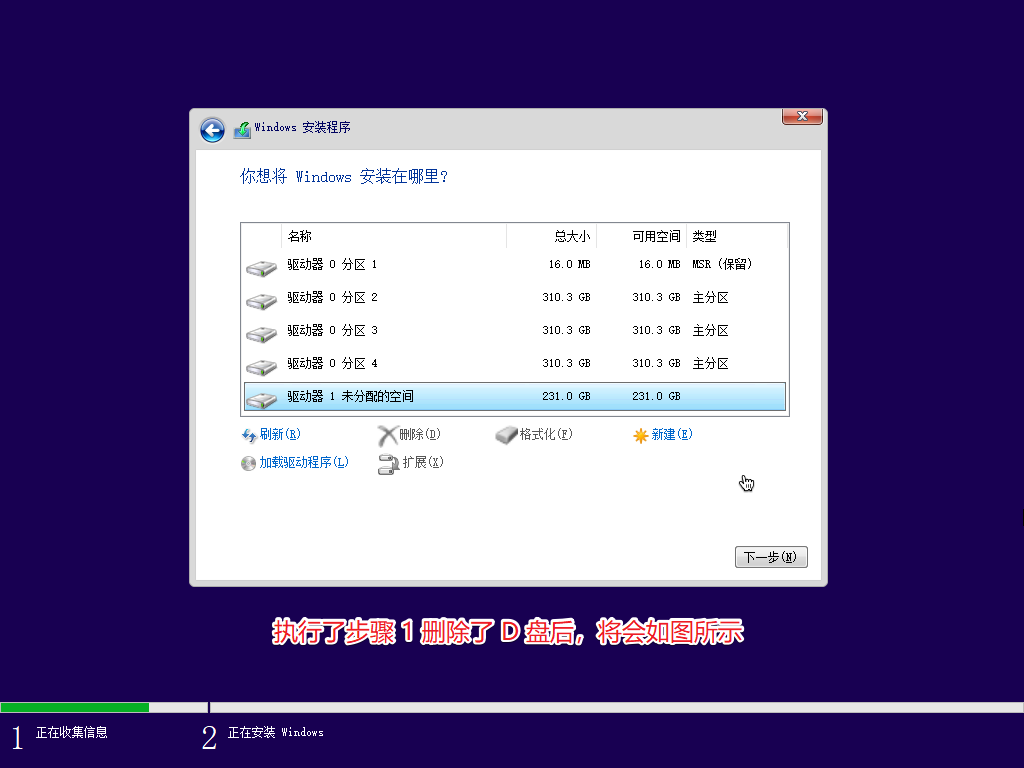 Windows 安装程序
你想将 Windows 安装在哪里?
名称 总大小 可用空间 类型
驱动器 0 分区 1 16.0 MB 16.0 MB MSR (保留)
驱动器 0 分区 2 310.3 GB 310.3 GB 主分区
驱动器 0 分区 3 310.3 GB 310.3 GB 主分区
驱动器 0 分区 4 310.3 GB 310.3 GB 主分区
驱动器 1 未分配的空间 231.0 GB 231.0 GB
刷新(R) 删除(D) 格式化(F) 新建(E)
加载驱动程序(L) 扩展(X)
下一步(N)
执行了步骤 1 删除了 D 盘后，将会如图所示
1 正在收集信息 2 正在安装 Windows